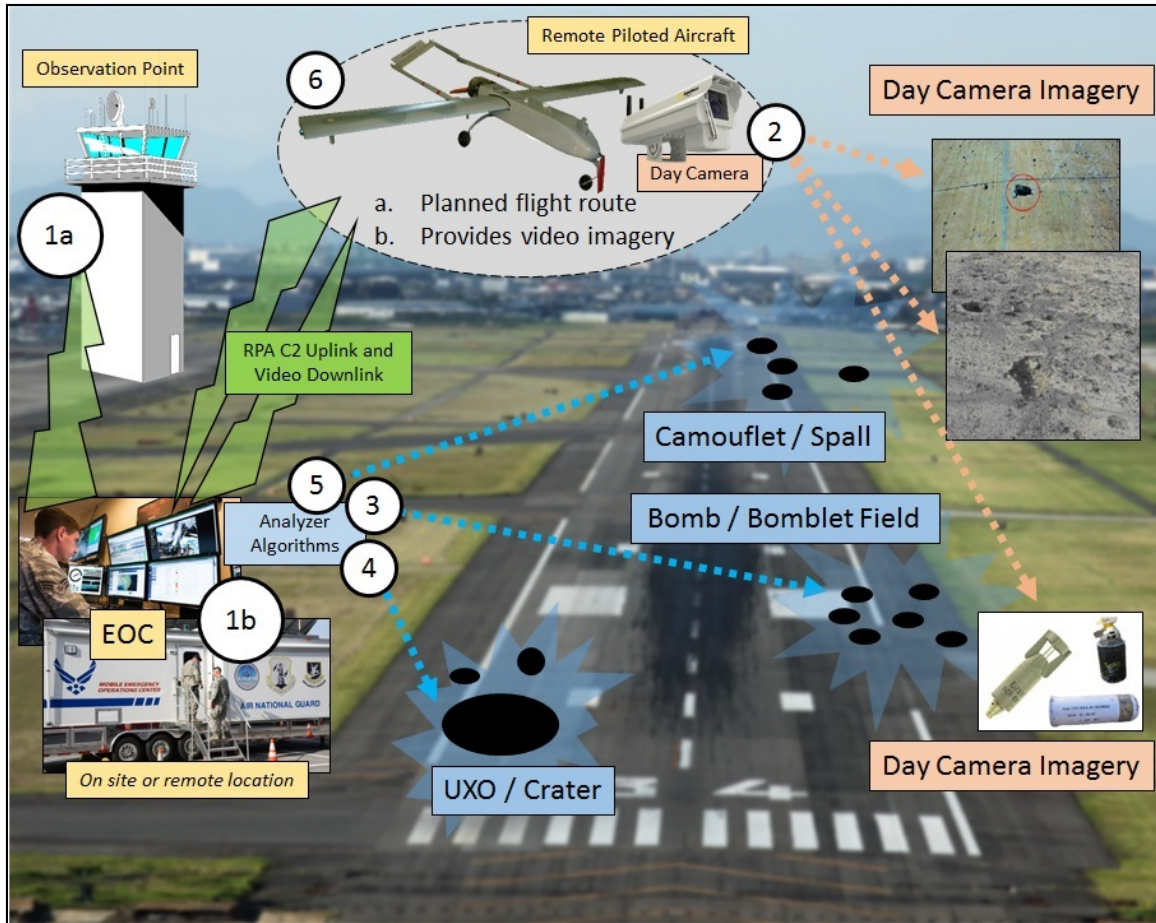 Observation Point
Remote Piloted Aircraft
6
Day Camera Imagery
2
Day Camera
1a
a. Planned flight route
b. Provides video imagery
RPA C2 Uplink and
Video Downlink
Camouflet / Spall
5
3
Analyzer
Algorithms
4
Bomb / Bomblet Field
1b
EOC
MOBILE EMERGENCY
OPERATIONS CENTER
AIR NATIONAL GUARD
On site or remote location
UXO / Crater
Day Camera Imagery
3 4